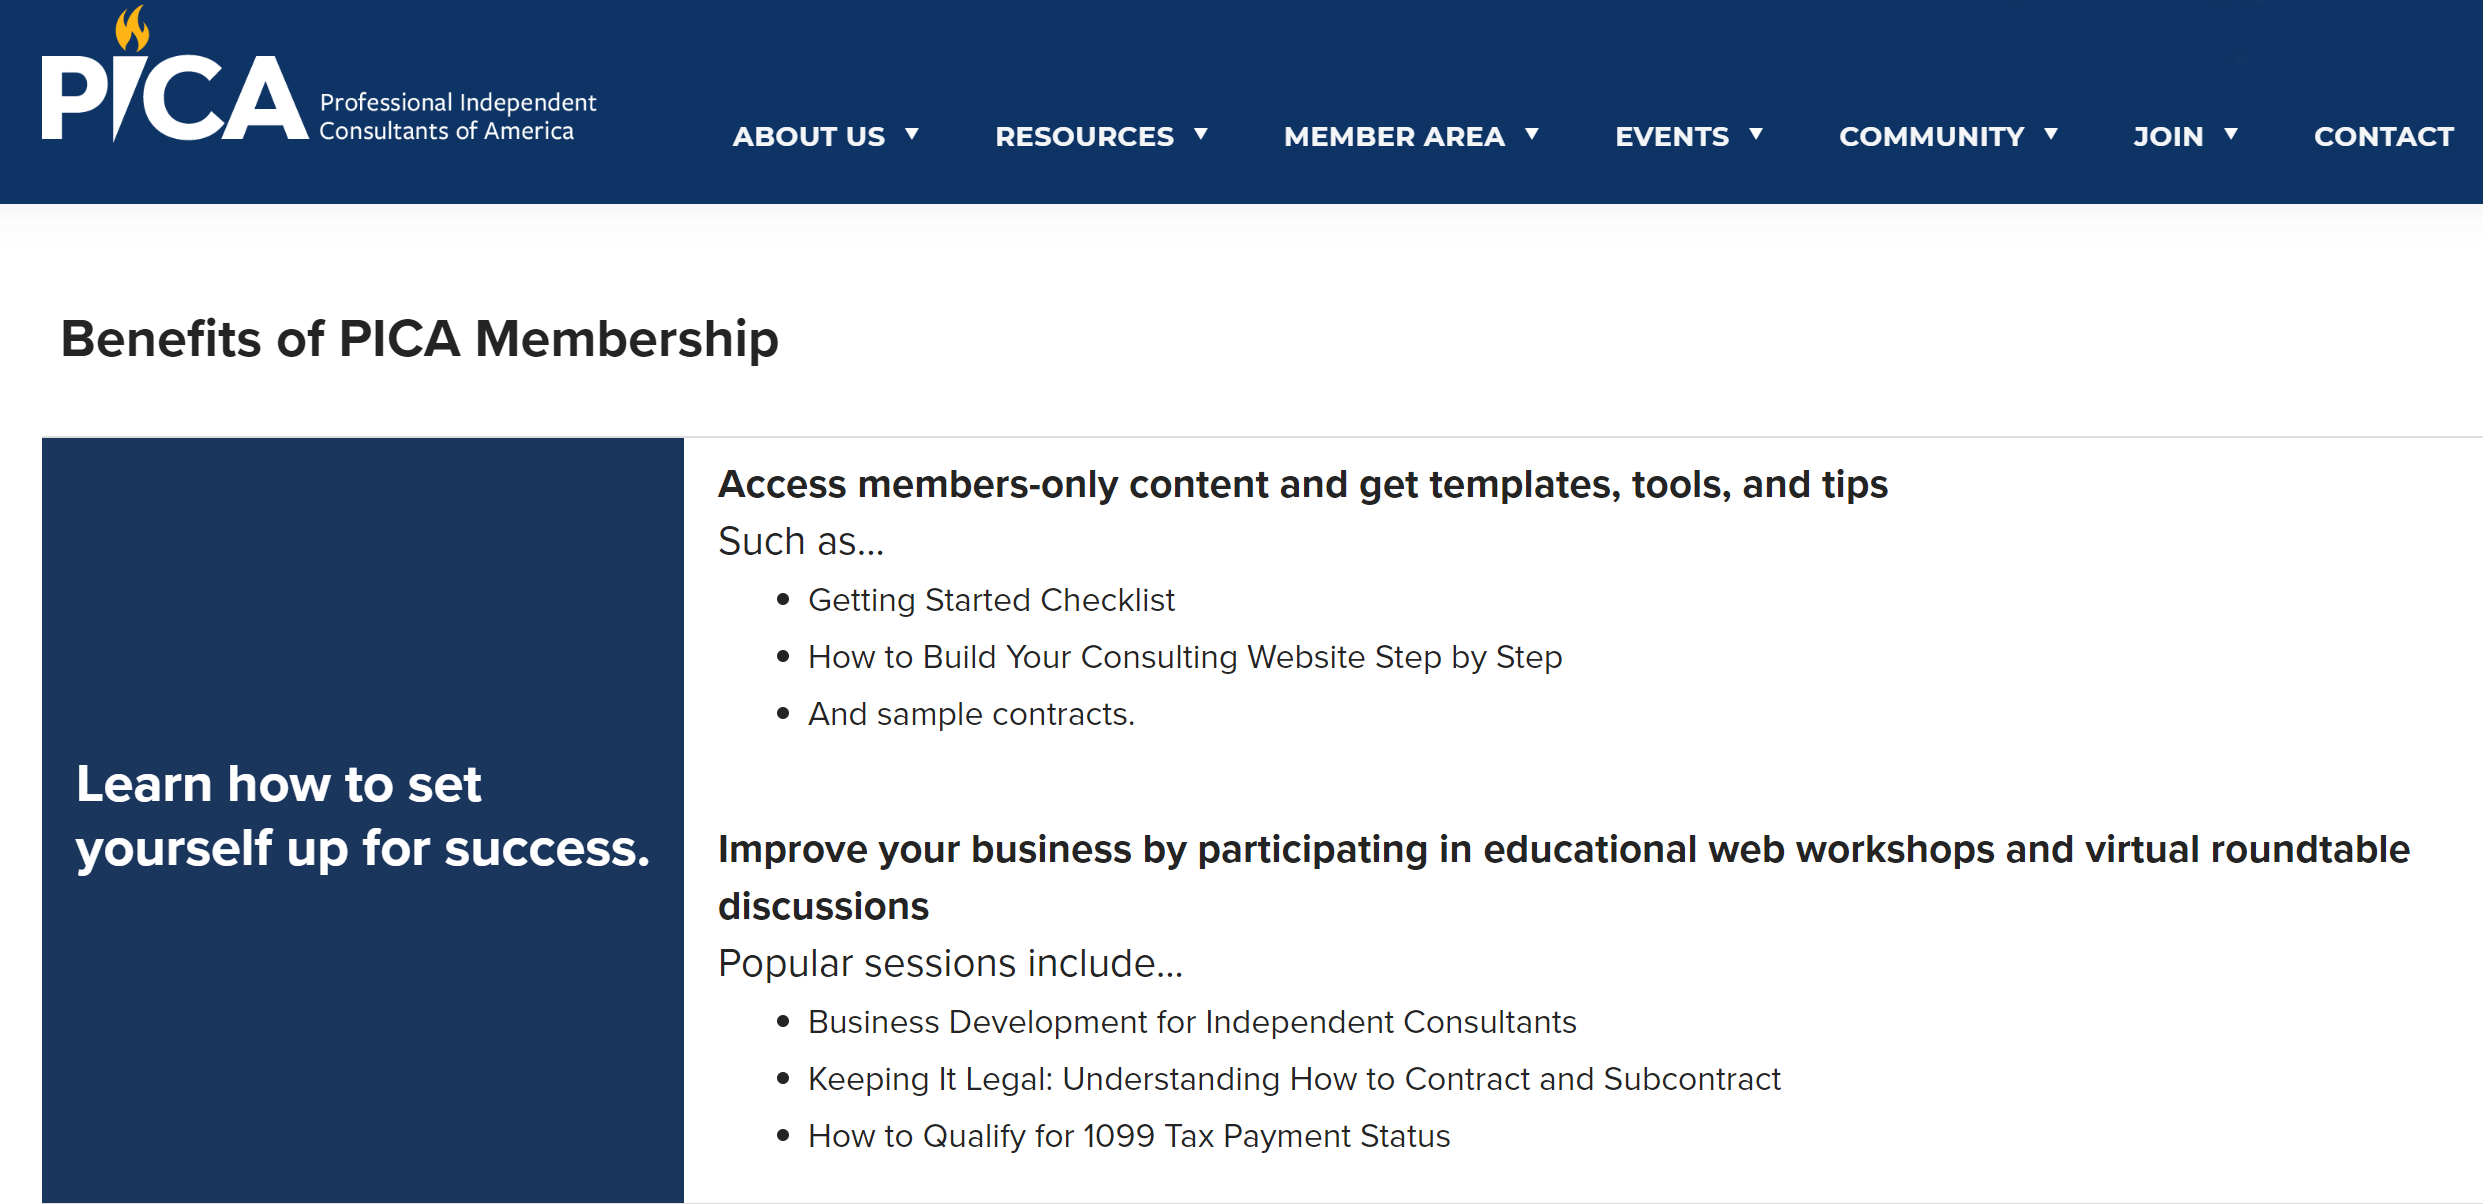 PICA
Professional Independent
Consultants of America
ABOUT US ▼ RESOURCES ▼ MEMBER AREA ▼ EVENTS ▼ COMMUNITY ▼ JOIN ▼ CONTACT
Benefits of PICA Membership
Learn how to set
yourself up for success.
Access members-only content and get templates, tools, and tips
Such as...
• Getting Started Checklist
• How to Build Your Consulting Website Step by Step
• And sample contracts.
Improve your business by participating in educational web workshops and virtual roundtable
discussions
Popular sessions include...
• Business Development for Independent Consultants
• Keeping It Legal: Understanding How to Contract and Subcontract
• How to Qualify for 1099 Tax Payment Status